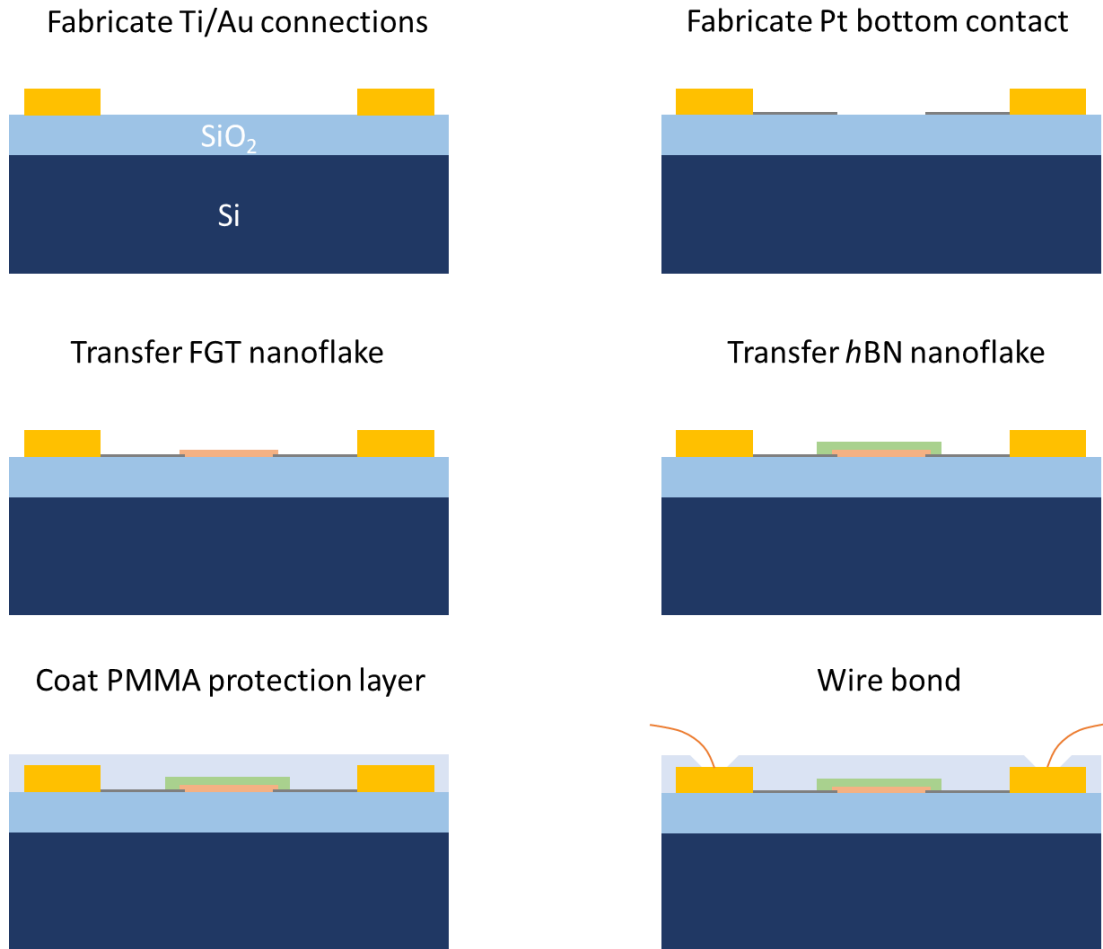 Fabricate Ti/Au connections
Fabricate Pt bottom contact
SiO₂
Si
Transfer FGT nanoflake
Transfer hBN nanoflake
Coat PMMA protection layer
Wire bond